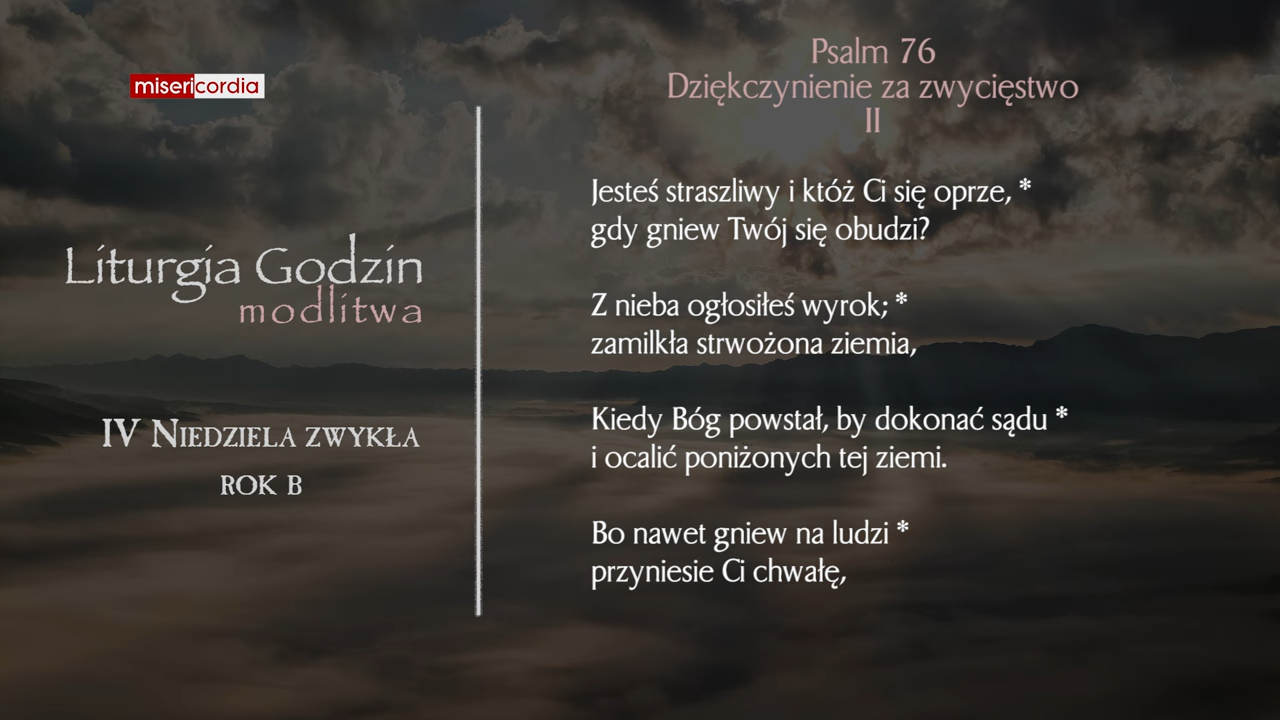 misericordia
Liturgia Godzin
modlitwa
IV Niedziela zwykła
rok B
Psalm 76
Dziękczynienie za zwycięstwo
II
Jesteś straszliwy i któż Ci się oprze, *
gdy gniew Twój się obudzi?
Z nieba ogłosiłeś wyrok; *
zamilkła strwożona ziemia,
Kiedy Bóg powstał, by dokonać sądu *
i ocalić poniżonych tej ziemi.
Bo nawet gniew na ludzi *
przyniesie Ci chwałę,